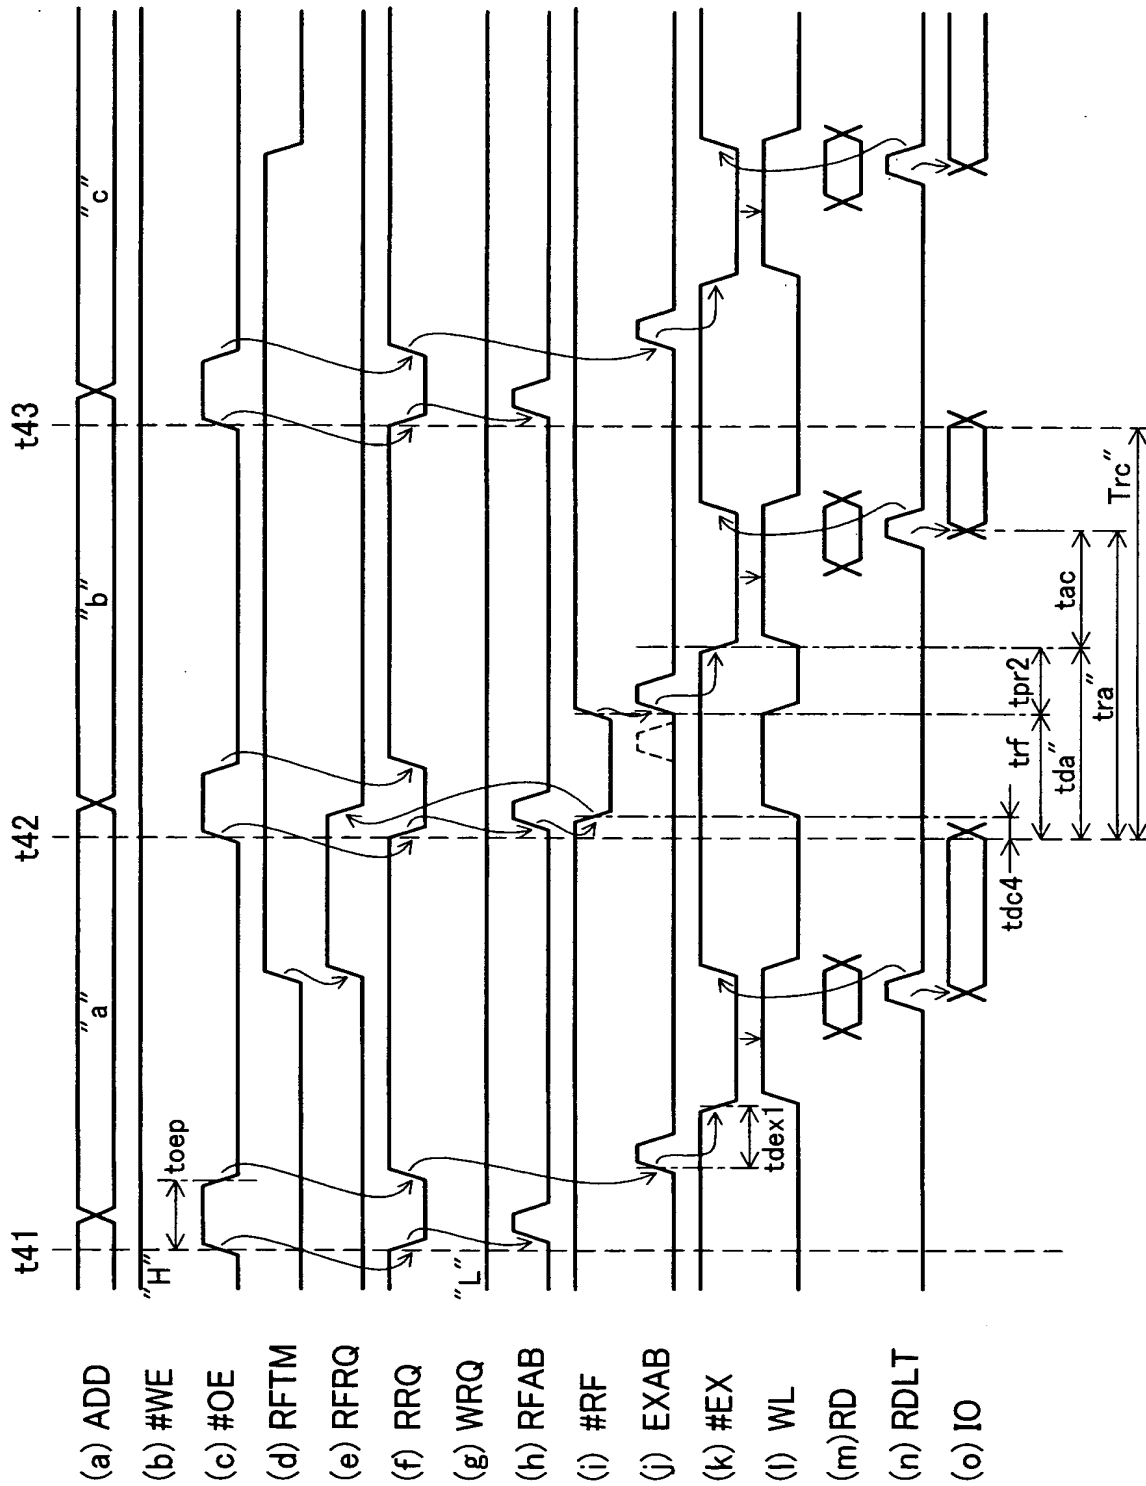 t41
t42
t43
(a) ADD
"a"
"b"
"c"
(b) #WE
"H"
toep
(c) #OE
(d) RFTM
(e) RFRQ
(f) RRQ
(g) WRQ
"L"
(h) RFAB
(i) #RF
(j) EXAB
(k) #EX
tdex1
(l) WL
(m) RD
(n) RDLT
(o) IO
tdc4
trf
tpr2
tda"
tac
tra"
Trc"